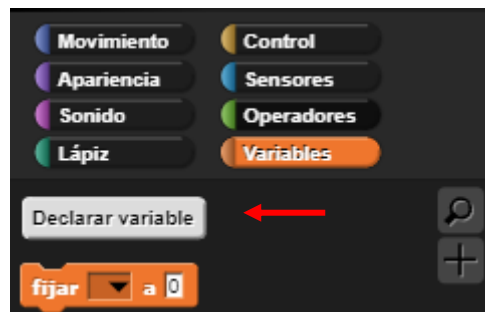 Movimiento Control
Apariencia Sensores
Sonido Operadores
Lápiz Variables
Declarar variable
fijar a 0